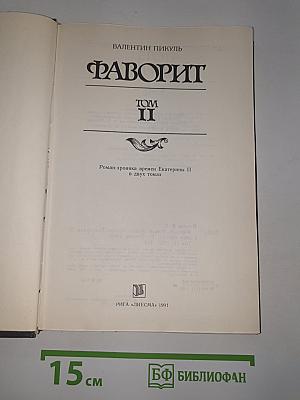 ВАЛЕНТИН ПИКУЛЬ
ФАВОРИТ
ТОМ
II
Роман-хроника времен Екатерины II
в двух томах
РИГА «ЛИЕСМА» 1991
15 см
БФ БИБЛИОФАН